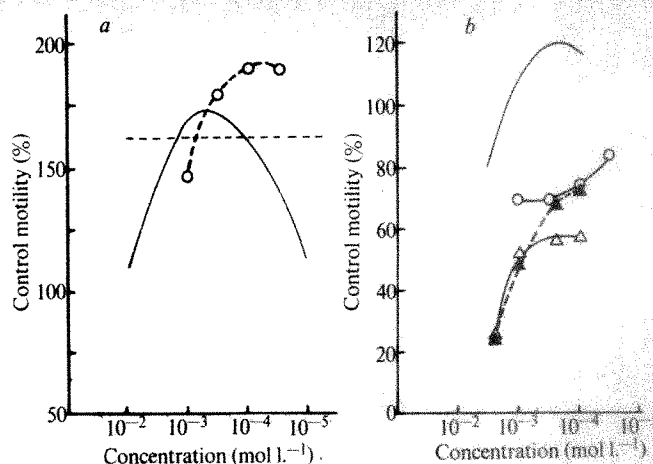 a
200
150
100
50
Control motility (%)
10⁻² 10⁻³ 10⁻⁴ 10⁻⁵
Concentration (mol l.⁻¹)
b
120
100
80
60
40
20
0
Control motility (%)
10⁻² 10⁻³ 10⁻⁴ 10⁻
Concentration (mol l.⁻¹)